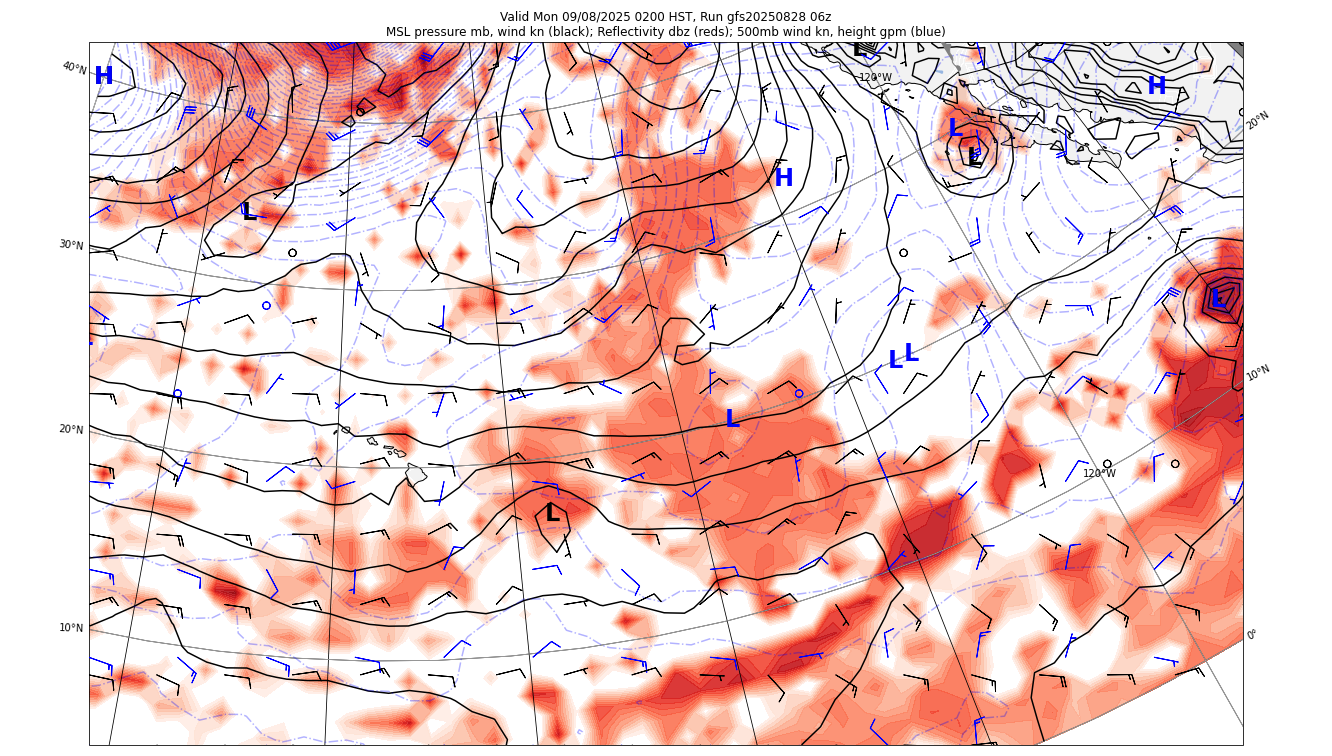 Valid Mon 09/08/2025 0200 HST, Run gfs20250828 06z
MSL pressure mb, wind kn (black); Reflectivity dbz (reds); 500mb wind kn, height gpm (blue)
40°N
H
L
120°W
H
20°N
L
L
H
L
30°N
L
L
L
10°N
L
20°N
120°W
L
10°N
0°